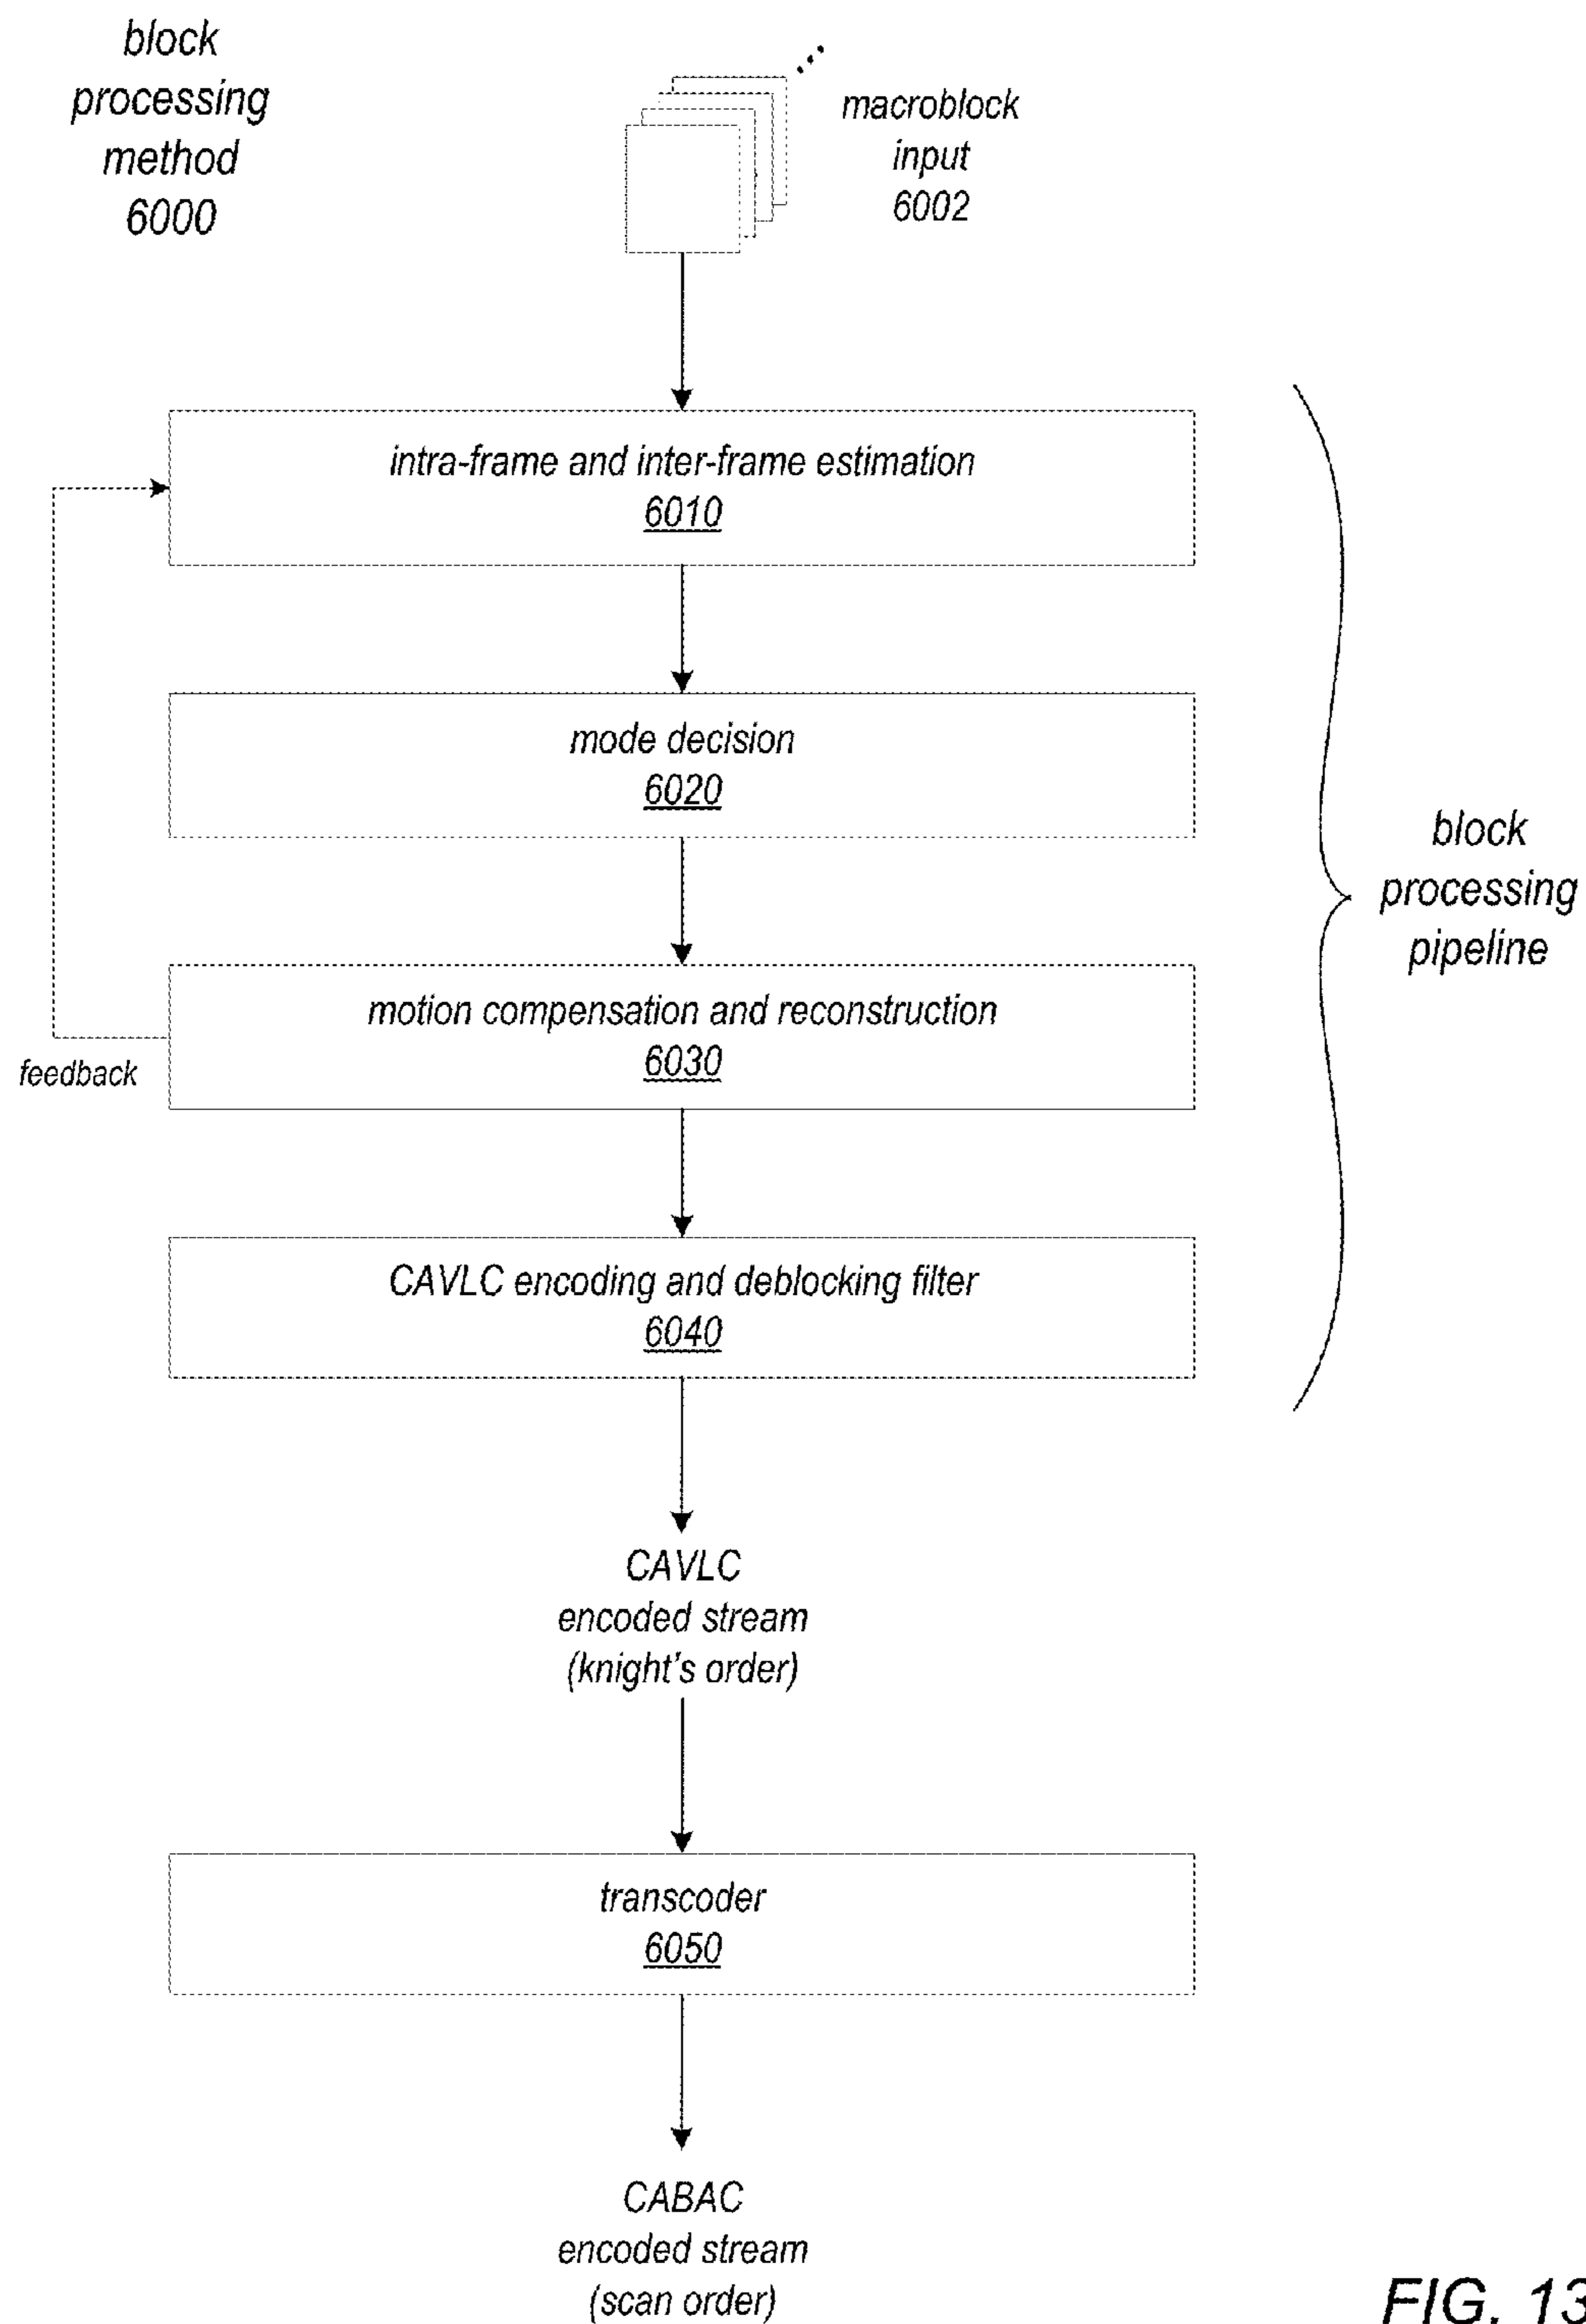 block
processing
method
6000
macroblock
input
6002
intra-frame and inter-frame estimation
6010
mode decision
6020
motion compensation and reconstruction
6030
feedback
CAVLC encoding and deblocking filter
6040
block
processing
pipeline
CAVLC
encoded stream
(knight's order)
transcoder
6050
CABAC
encoded stream
(scan order)
FIG. 13